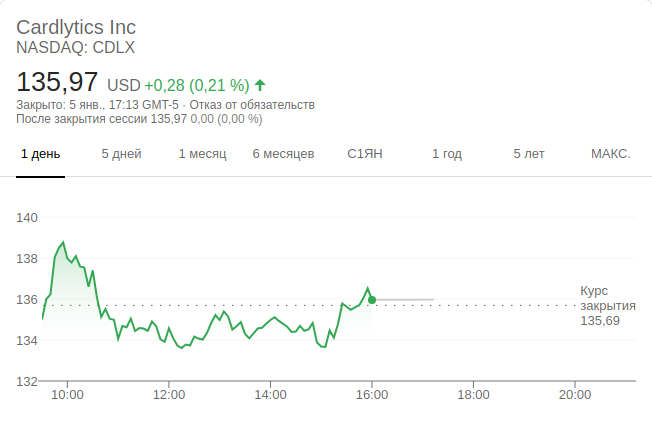 Cardlytics Inc
NASDAQ: CDLX
135,97 USD +0,28 (0,21 %)
Закрыто: 5 янв., 17:13 GMT-5 · Отказ от обязательств
После закрытия сессии 135,97 0,00 (0,00 %)
1 день 5 дней 1 месяц 6 месяцев С1ЯН 1 год 5 лет МАКС.
140
138
136
134
132
Курс
закрытия
135,69
10:00 12:00 14:00 16:00 18:00 20:00